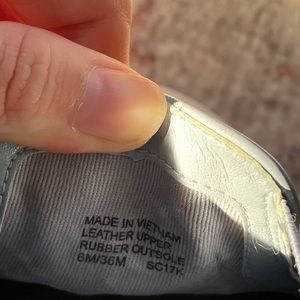 MADE IN VIETNAM
LEATHER UPPER
RUBBER OUTSOLE
6M/36M SC17K